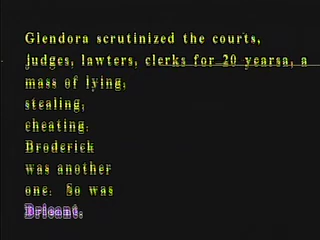 Glendora scrutinized the courts,
judges, lawters, clerks for 20 yearsa, a
mass of lying,
stealing,
cheating.
Broderick
was another
one. So was
Bricant.